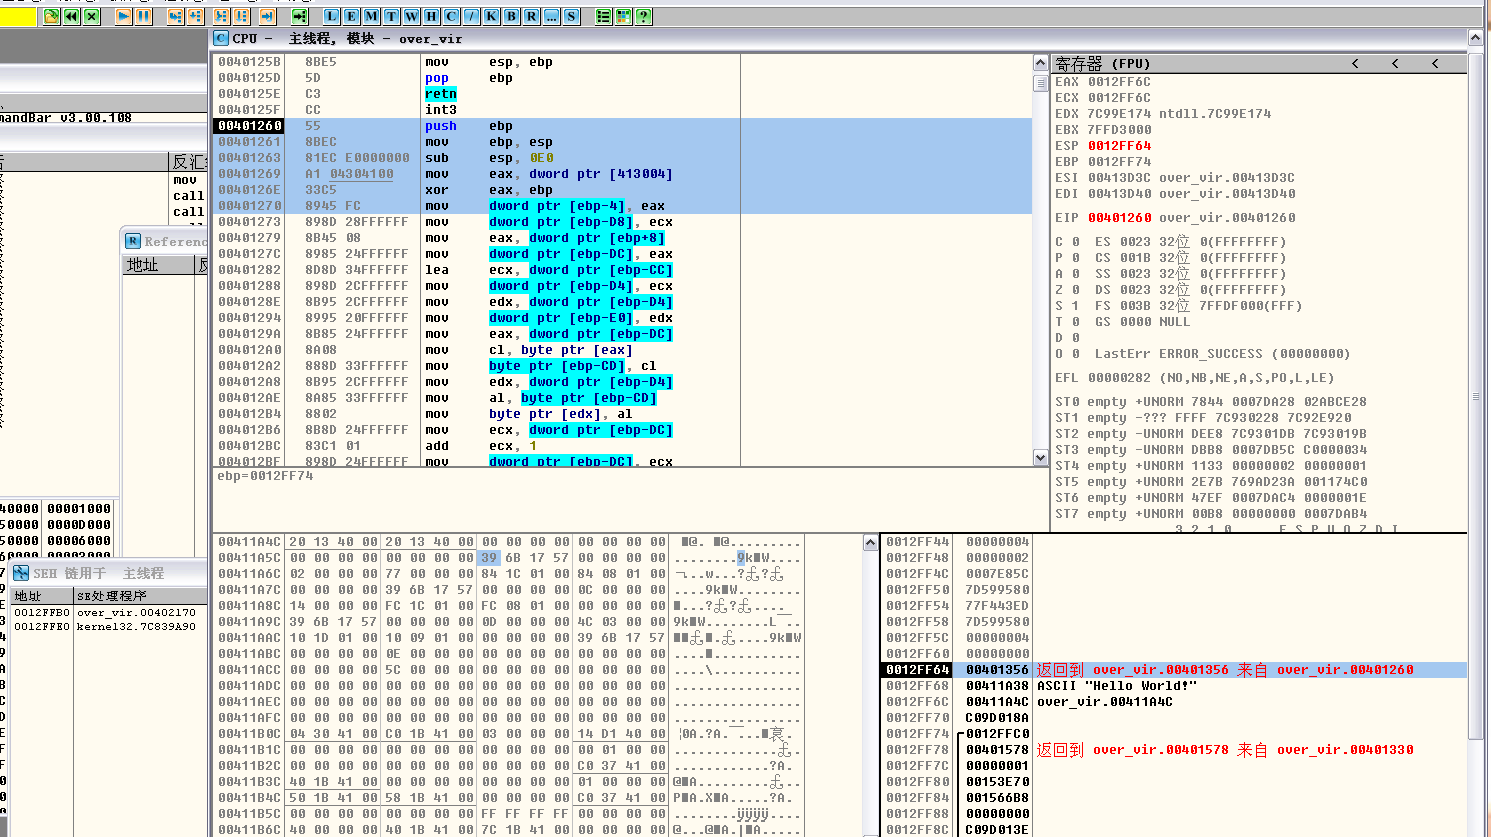 L E M T W H C / K B R ... S
CPU - 主线程, 模块 - over_vir
mandBar v3.00.108
反汇
mov
call
call
R Referenc
地址 反
40000 00001000
50000 0000D000
50000 00006000
SEH 链用于 主线程
地址 SE处理程序
0012FFB0 over_vir.00402170
0012FFE0 kernel32.7C839A90
0040125B 8BE5 mov esp, ebp
0040125D 5D pop ebp
0040125E C3 retn
0040125F CC int3
00401260 55 push ebp
00401261 8BEC mov ebp, esp
00401263 81EC E0000000 sub esp, 0E0
00401269 A1 04304100 mov eax, dword ptr [413004]
0040126E 33C5 xor eax, ebp
00401270 8945 FC mov dword ptr [ebp-4], eax
00401273 898D 28FFFFFF mov dword ptr [ebp-D8], ecx
00401279 8B45 08 mov eax, dword ptr [ebp+8]
0040127C 8985 24FFFFFF mov dword ptr [ebp-DC], eax
00401282 8D8D 34FFFFFF lea ecx, dword ptr [ebp-CC]
00401288 898D 2CFFFFFF mov dword ptr [ebp-D4], ecx
0040128E 8B95 2CFFFFFF mov edx, dword ptr [ebp-D4]
00401294 8995 20FFFFFF mov dword ptr [ebp-E0], edx
0040129A 8B85 24FFFFFF mov eax, dword ptr [ebp-DC]
004012A0 8A08 mov cl, byte ptr [eax]
004012A2 888D 33FFFFFF mov byte ptr [ebp-CD], cl
004012A8 8B95 2CFFFFFF mov edx, dword ptr [ebp-D4]
004012AE 8A85 33FFFFFF mov al, byte ptr [ebp-CD]
004012B4 8802 mov byte ptr [edx], al
004012B6 8B8D 24FFFFFF mov ecx, dword ptr [ebp-DC]
004012BC 83C1 01 add ecx, 1
004012BF 898D 24FFFFFF mov dword ptr [ebp-DC], ecx
ebp=0012FF74
寄存器 (FPU) < < <
EAX 0012FF6C
ECX 0012FF6C
EDX 7C99E174 ntdll.7C99E174
EBX 7FFD3000
ESP 0012FF64
EBP 0012FF74
ESI 00413D3C over_vir.00413D3C
EDI 00413D40 over_vir.00413D40
EIP 00401260 over_vir.00401260
C 0 ES 0023 32位 0(FFFFFFFF)
P 0 CS 001B 32位 0(FFFFFFFF)
A 0 SS 0023 32位 0(FFFFFFFF)
Z 0 DS 0023 32位 0(FFFFFFFF)
S 1 FS 003B 32位 7FFDF000(FFF)
T 0 GS 0000 NULL
D 0
O 0 LastErr ERROR_SUCCESS (00000000)
EFL 00000282 (NO,NB,NE,A,S,PO,L,LE)
ST0 empty +UNORM 7844 0007DA28 02ABCE28
ST1 empty -??? FFFF 7C930228 7C92E920
ST2 empty -UNORM DEE8 7C9301DB 7C93019B
ST3 empty -UNORM DBB8 0007DB5C C0000034
ST4 empty +UNORM 1133 00000002 00000001
ST5 empty +UNORM 2E7B 769AD23A 001174C0
ST6 empty +UNORM 47EF 0007DAC4 0000001E
ST7 empty +UNORM 00B8 00000000 0007DAB4
3 2 1 0 E S P U O Z D I
00411A4C 20 13 40 00 20 13 40 00 00 00 00 00 00 00 00 00
00411A5C 00 00 00 00 00 00 00 00 39 6B 17 57 00 00 00 00
00411A6C 02 00 00 00 77 00 00 00 84 1C 01 00 84 08 01 00
00411A7C 00 00 00 00 39 6B 17 57 00 00 00 00 0C 00 00 00
00411A8C 14 00 00 00 FC 1C 01 00 FC 08 01 00 00 00 00 00
00411A9C 39 6B 17 57 00 00 00 00 0D 00 00 00 4C 03 00 00
00411AAC 10 1D 01 00 10 09 01 00 00 00 00 00 39 6B 17 57
00411ABC 00 00 00 00 0E 00 00 00 00 00 00 00 00 00 00 00
00411ACC 00 00 00 00 5C 00 00 00 00 00 00 00 00 00 00 00
00411ADC 00 00 00 00 00 00 00 00 00 00 00 00 00 00 00 00
00411AEC 00 00 00 00 00 00 00 00 00 00 00 00 00 00 00 00
00411AFC 00 00 00 00 00 00 00 00 00 00 00 00 00 00 00 00
00411B0C 04 30 41 00 C0 1B 41 00 03 00 00 00 14 D1 40 00
00411B1C 00 00 00 00 00 00 00 00 00 00 00 00 00 01 00 00
00411B2C 00 00 00 00 00 00 00 00 00 00 00 00 C0 37 41 00
00411B3C 40 1B 41 00 00 00 00 00 00 00 00 00 01 00 00 00
00411B4C 50 1B 41 00 58 1B 41 00 00 00 00 00 C0 37 41 00
00411B5C 00 00 00 00 00 00 00 00 FF FF FF FF 00 00 00 00
00411B6C 40 00 00 00 40 1B 41 00 7C 1B 41 00 00 00 00 00
0012FF44 00000004
0012FF48 00000002
0012FF4C 0007E85C
0012FF50 7D599580
0012FF54 77F443ED
0012FF58 7D599580
0012FF5C 00000004
0012FF60 00000000
0012FF64 00401356 返回到 over_vir.00401356 来自 over_vir.00401260
0012FF68 00411A38 ASCII "Hello World!"
0012FF6C 00411A4C over_vir.00411A4C
0012FF70 C09D018A
0012FF74 0012FFC0
0012FF78 00401578 返回到 over_vir.00401578 来自 over_vir.00401330
0012FF7C 00000001
0012FF80 00153E70
0012FF84 001566B8
0012FF88 00000000
0012FF8C C09D013E